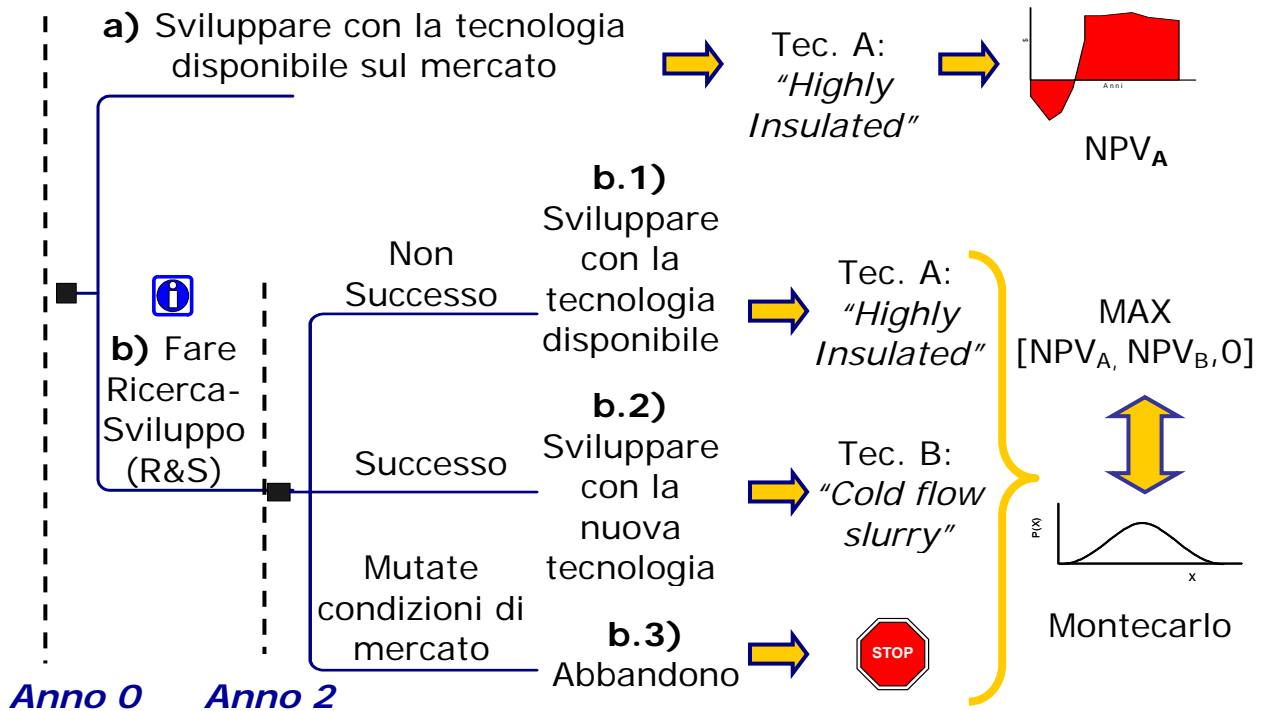 a) Sviluppare con la tecnologia
disponibile sul mercato
Tec. A:
“Highly
Insulated”
$
Anni
NPVA
b) Fare
Ricerca-
Sviluppo
(R&S)
Non
Successo
b.1)
Sviluppare
con la
tecnologia
disponibile
Tec. A:
“Highly
Insulated”
Successo
b.2)
Sviluppare
con la
nuova
tecnologia
Tec. B:
“Cold flow
slurry”
Mutate
condizioni di
mercato
b.3)
Abbandono
STOP
MAX
[NPVA, NPVB,0]
P(X)
X
Montecarlo
Anno 0
Anno 2